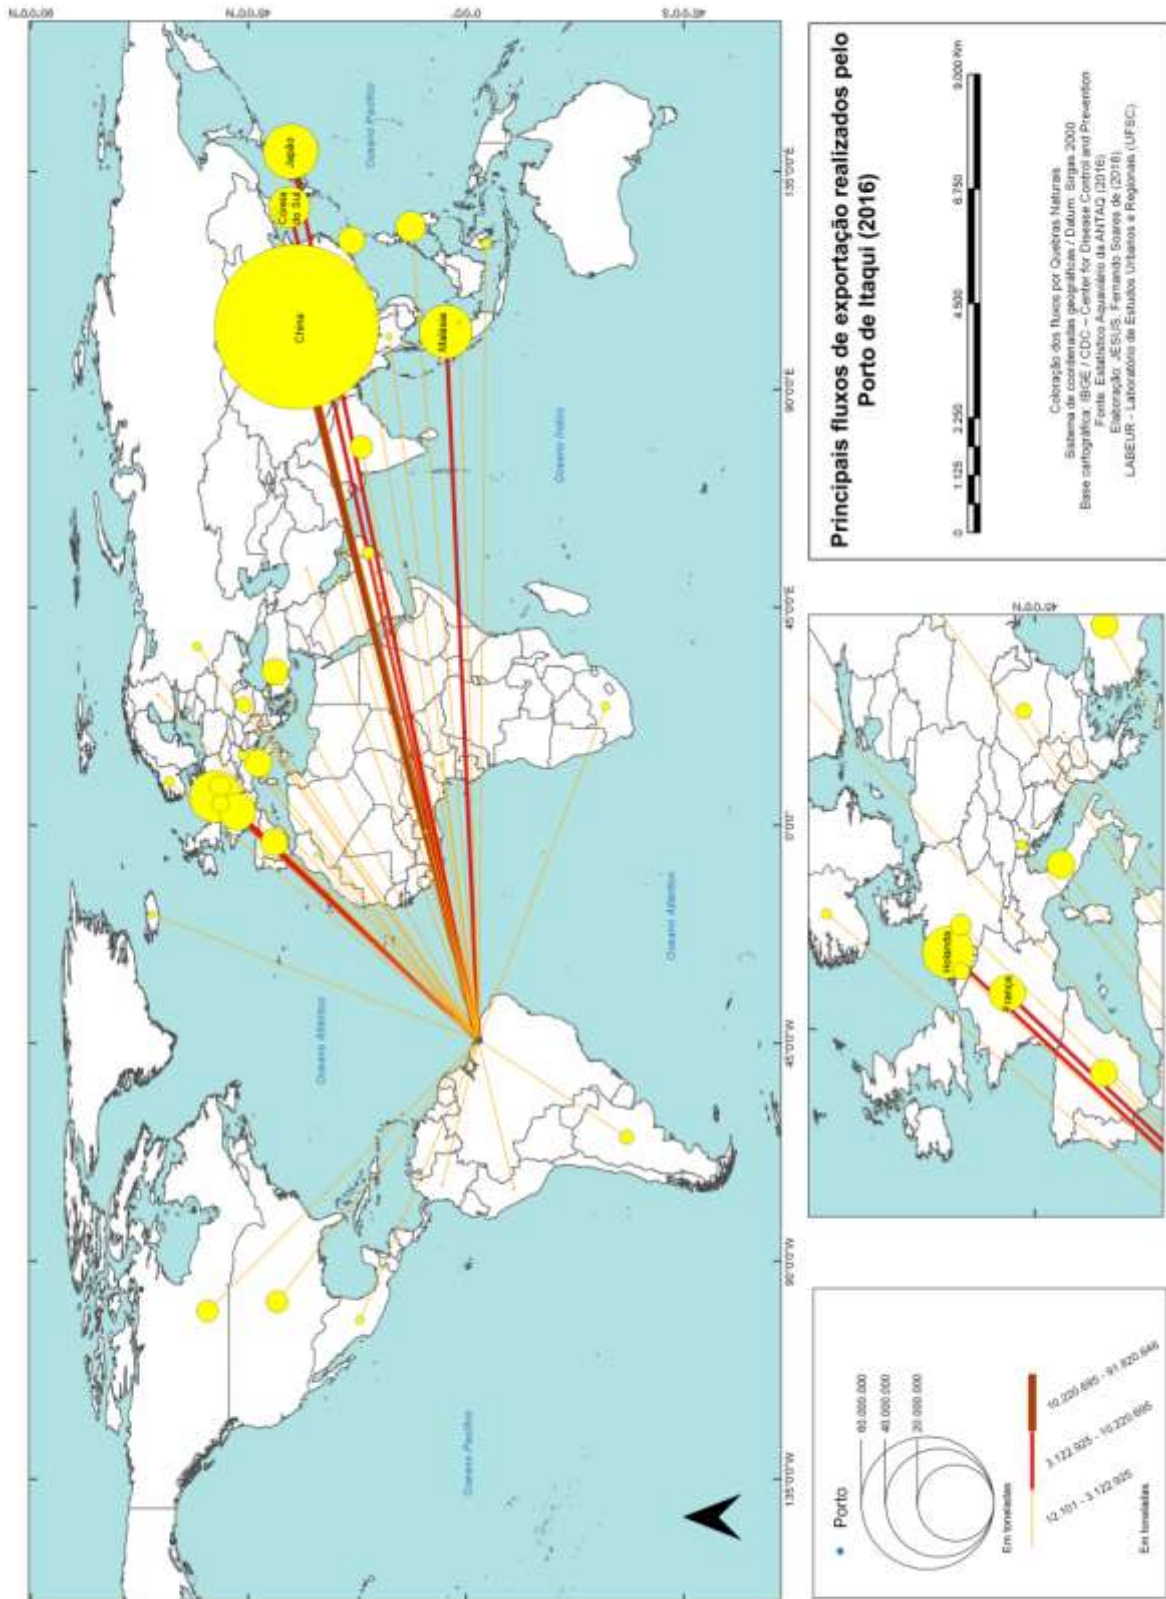 90°0'0"N
45°0'0"N
0°0'0"
45°0'0"S
135°0'0"W
90°0'0"W
45°0'0"W
0°0'0"
45°0'0"E
90°0'0"E
135°0'0"E
Oceano Pacífico
Oceano Atlântico
Oceano Atlântico
Oceano Índico
Oceano Pacífico
China
Coreia
do Sul
Japão
Malásia
Porto
60.000.000
40.000.000
20.000.000
Em toneladas
12.101 - 3.122.925
3.122.925 - 10.220.695
10.220.695 - 91.820.646
Em toneladas
Holanda
França
45°0'0"N
Principais fluxos de exportação realizados pelo
Porto de Itaqui (2016)
0 1.125 2.250 4.500 6.750 9.000 Km
Coloração dos fluxos por Quebras Naturais
Sistema de coordenadas geográficas / Datum: Sirgas 2000
Base cartográfica: IBGE / CDC – Center for Disease Control and Prevention
Fonte: Estatístico Aquaviário da ANTAQ (2016)
Elaboração: JESUS, Fernando Soares de (2018)
LABEUR - Laboratório de Estudos Urbanos e Regionais (UFSC)